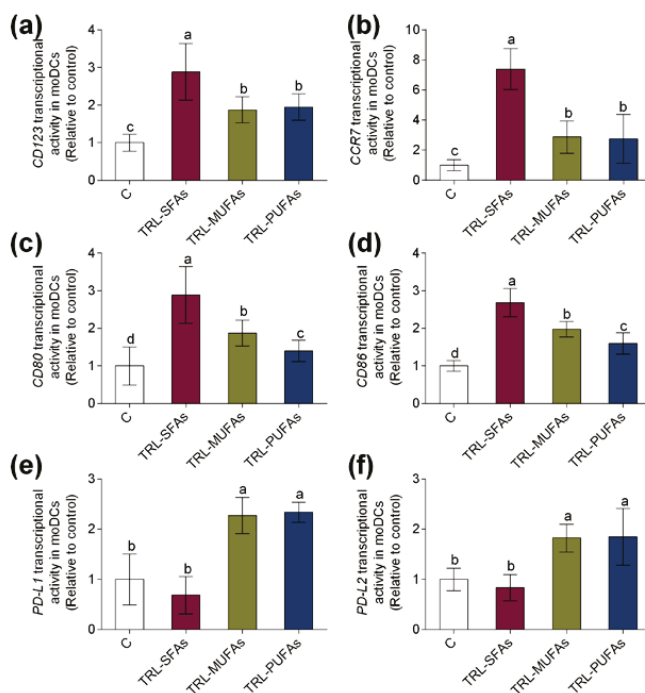 (a)
CD123 transcriptional
activity in moDCs
(Relative to control)
4
3
2
1
0
c
a
b
b
C
TRL-SFAs
TRL-MUFAs
TRL-PUFAs
(b)
CCR7 transcriptional
activity in moDCs
(Relative to control)
10
8
6
4
2
0
c
a
b
b
C
TRL-SFAs
TRL-MUFAs
TRL-PUFAs
(c)
CD80 transcriptional
activity in moDCs
(Relative to control)
4
3
2
1
0
d
a
b
c
C
TRL-SFAs
TRL-MUFAs
TRL-PUFAs
(d)
CD86 transcriptional
activity in moDCs
(Relative to control)
4
3
2
1
0
d
a
b
c
C
TRL-SFAs
TRL-MUFAs
TRL-PUFAs
(e)
PD-L1 transcriptional
activity in moDCs
(Relative to control)
3
2
1
0
b
b
a
a
C
TRL-SFAs
TRL-MUFAs
TRL-PUFAs
(f)
PD-L2 transcriptional
activity in moDCs
(Relative to control)
3
2
1
0
b
b
a
a
C
TRL-SFAs
TRL-MUFAs
TRL-PUFAs